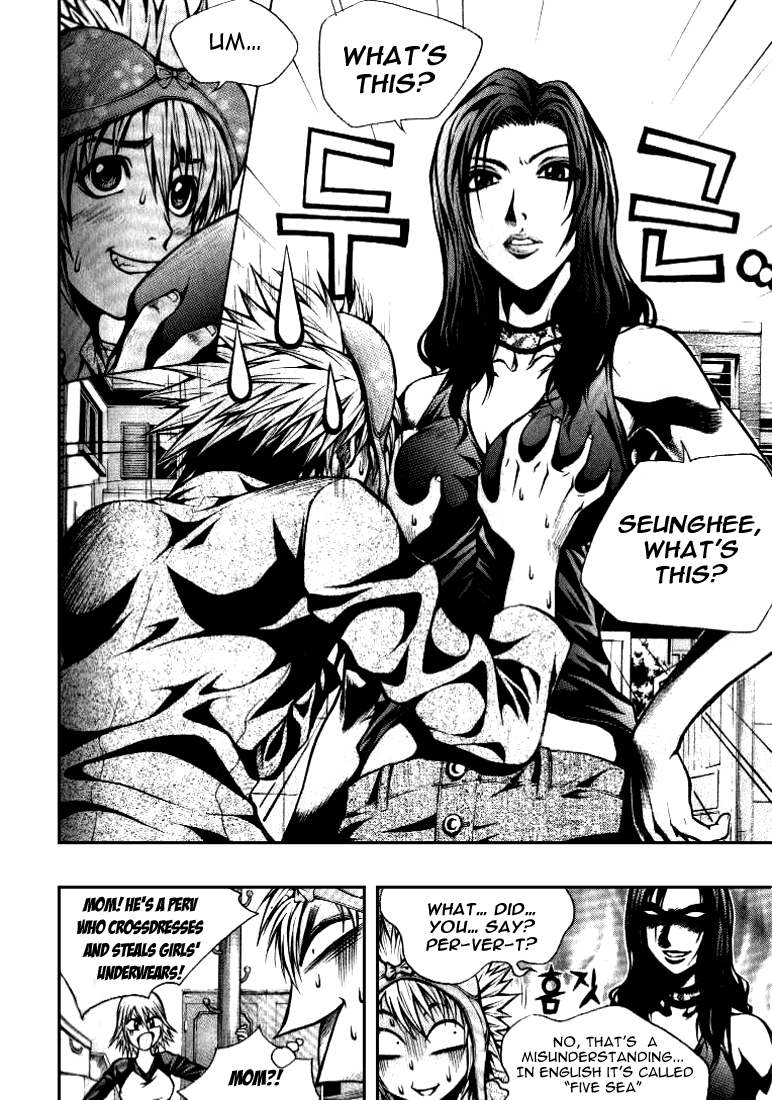 UM...
WHAT'S
THIS?
두
근
SEUNGHEE,
WHAT'S
THIS?
MOM! HE'S A PERV
WHO CROSSDRESSES
AND STEALS GIRLS'
UNDERWEARS!
MOM?!
WHAT... DID...
YOU... SAY?
PER-VER-T?
흠칫
NO, THAT'S A
MISUNDERSTANDING...
IN ENGLISH IT'S CALLED
"FIVE SEA"